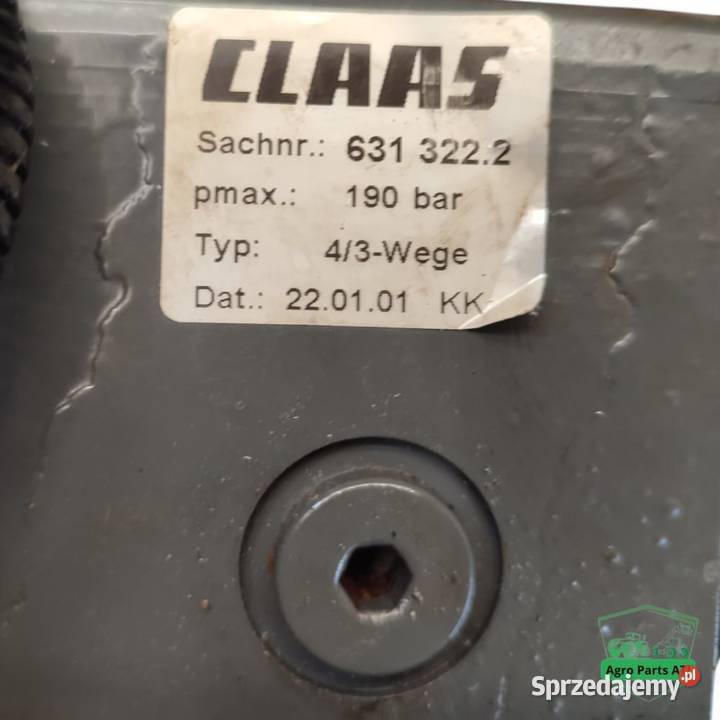 CLAAS
Sachnr.: 631 322.2
pmax.: 190 bar
Typ: 4/3-Wege
Dat.: 22.01.01 KK
Agro Parts AT
Sprzedajemy.pl